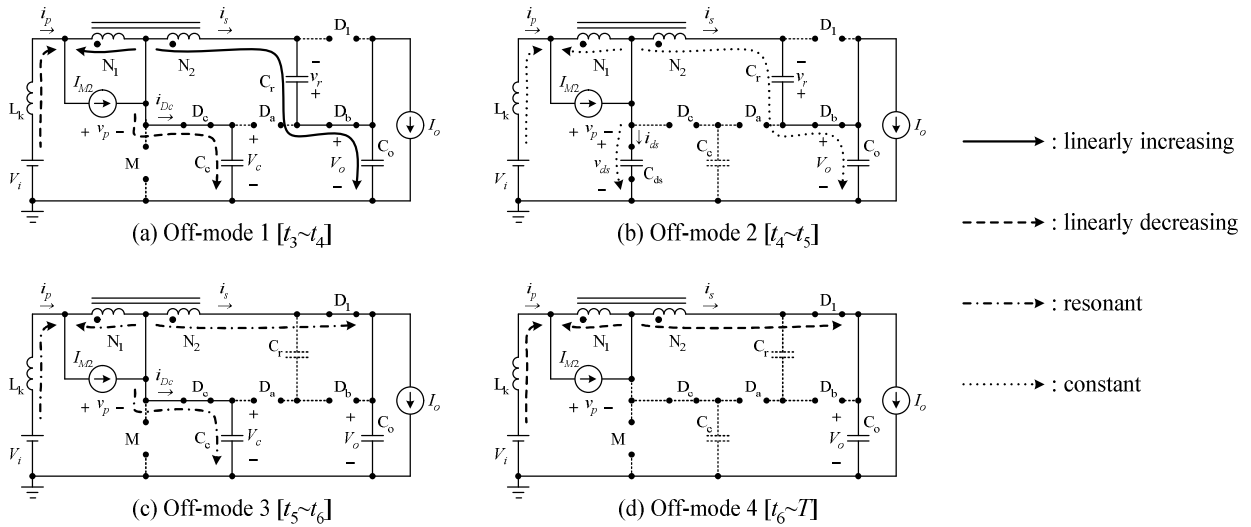 i_p
i_s
D_1
N_1
N_2
I_M2
L_k
C_r
−
v_r
+
i_Dc
D_c
D_a
D_b
+ v_p −
M
C_c
+
V_c
−
+
V_o
−
C_o
I_o
V_i
(a) Off-mode 1 [t_3~t_4]
i_p
i_s
D_1
N_1
N_2
I_M2
L_k
C_r
−
v_r
+
D_c
D_a
D_b
+ v_p −
i_ds
+
v_ds
−
C_ds
C_c
+
V_o
−
C_o
I_o
V_i
(b) Off-mode 2 [t_4~t_5]
i_p
i_s
D_1
N_1
N_2
I_M2
L_k
C_r
i_Dc
D_c
D_a
D_b
+ v_p −
M
C_c
+
V_c
−
+
V_o
−
C_o
I_o
V_i
(c) Off-mode 3 [t_5~t_6]
i_p
i_s
D_1
N_1
N_2
I_M2
L_k
C_r
D_c
D_a
D_b
+ v_p −
M
C_c
+
V_o
−
C_o
I_o
V_i
(d) Off-mode 4 [t_6~T]
: linearly increasing
: linearly decreasing
: resonant
: constant